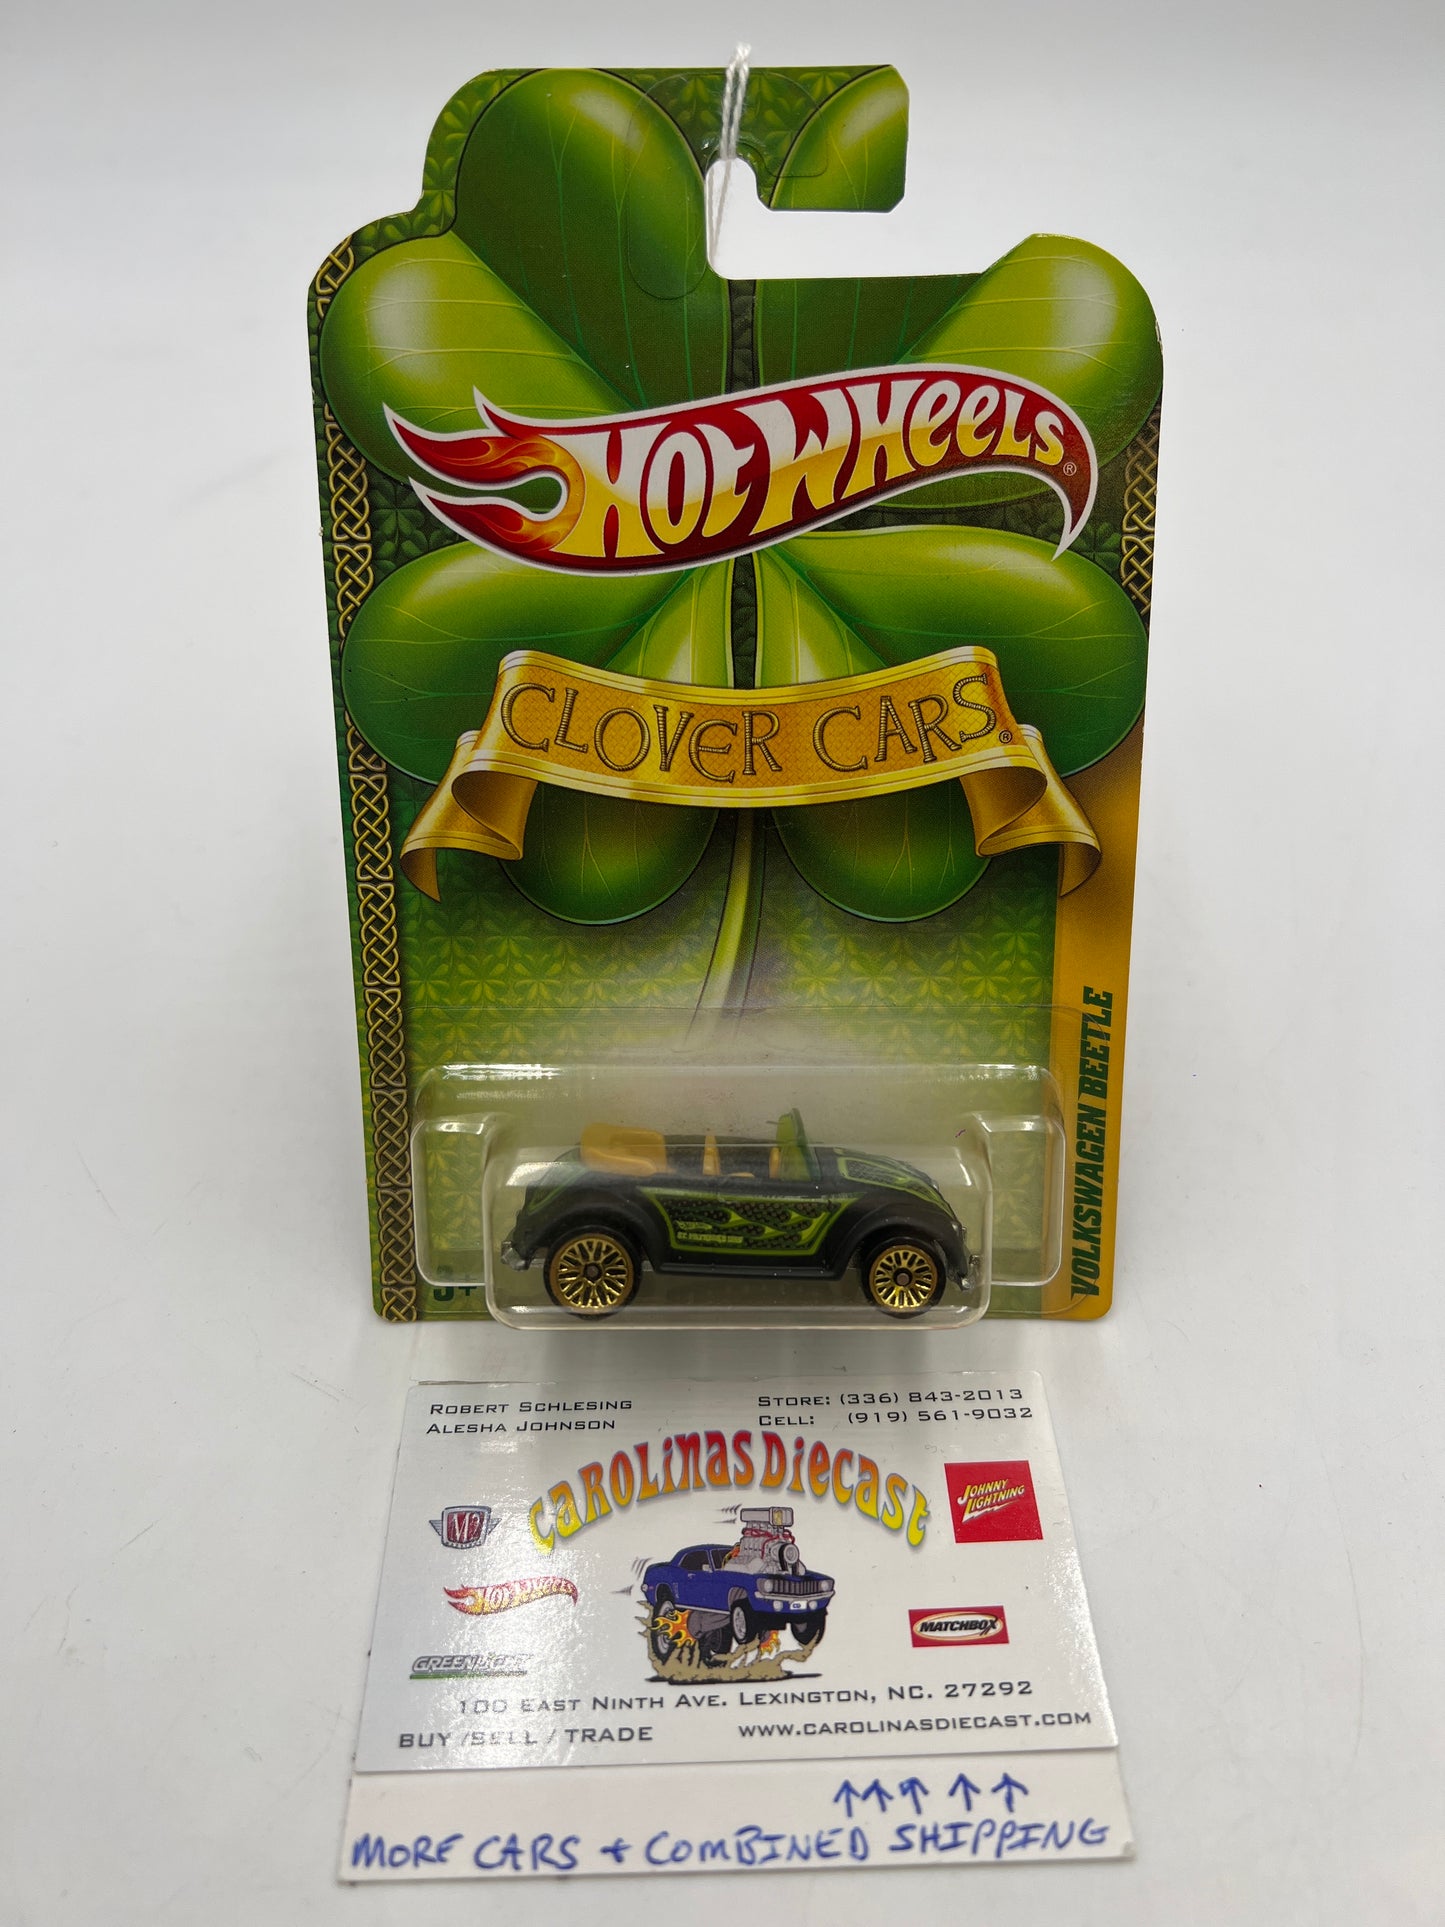 HOT WHEELS®
CLOVER CARS®
VOLKSWAGEN BEETLE
3+
ROBERT SCHLESING
ALESHA JOHNSON
STORE: (336) 843-2013
CELL: (919) 561-9032
CAROLINAS DIECAST
M2
JOHNNY
LIGHTNING
HOT WHEELS
MATCHBOX
GREENLIGHT
100 EAST NINTH AVE. LEXINGTON, NC. 27292
BUY / SELL / TRADE
WWW.CAROLINASDIECAST.COM
MORE CARS + COMBINED SHIPPING